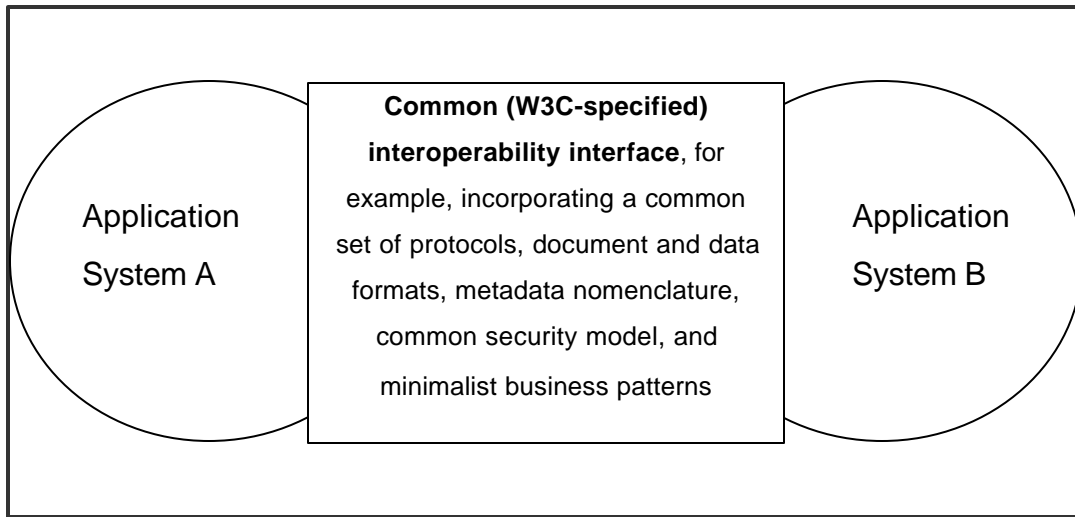 Application
System A
Common (W3C-specified)
interoperability interface, for
example, incorporating a common
set of protocols, document and data
formats, metadata nomenclature,
common security model, and
minimalist business patterns
Application
System B